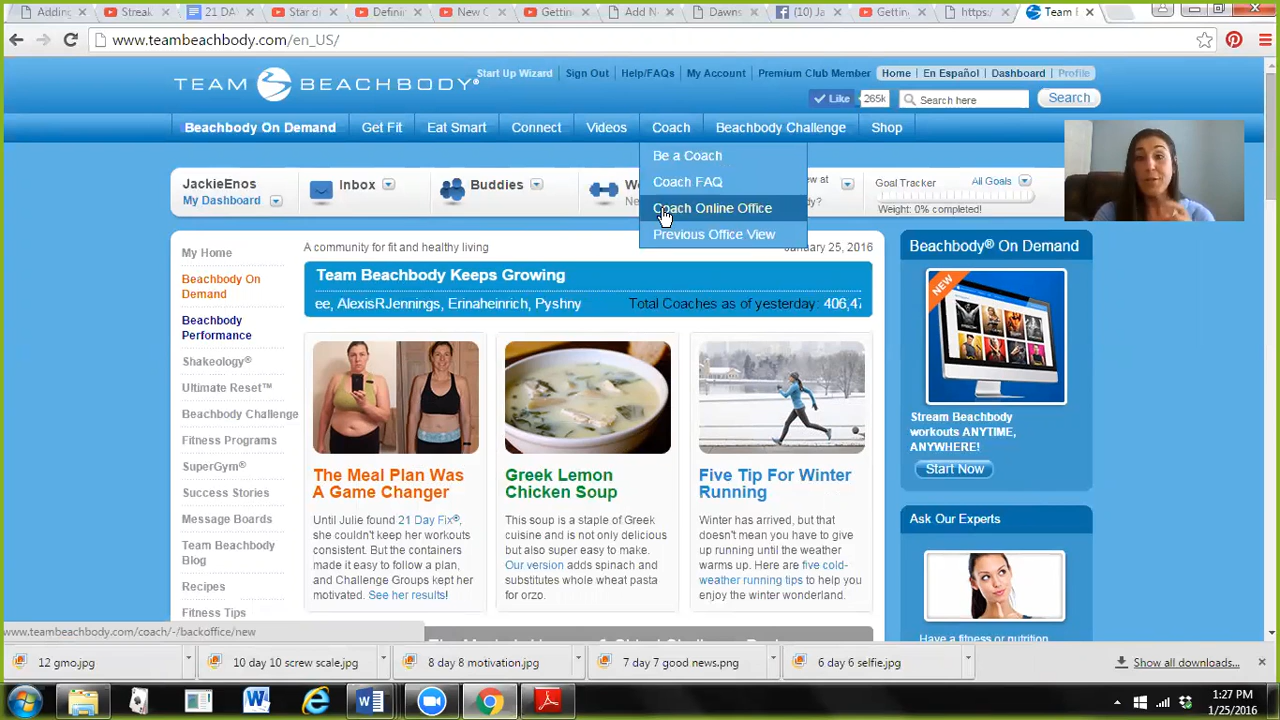 Adding
Streak
21 DA
Star o
Definir
New C
Gettin
Add N
Dawns
(10) Ja
Gettin
https:
Team
www.teambeachbody.com/en_US/
TEAM BEACHBODY®
Start Up Wizard Sign Out Help/FAQs My Account Premium Club Member Home En Español Dashboard Profile
Like 265k Search here Search
Beachbody On Demand Get Fit Eat Smart Connect Videos Coach Beachbody Challenge Shop
Be a Coach
Coach FAQ
Coach Online Office
Previous Office View
JackieEnos
My Dashboard
Inbox
Buddies
Goal Tracker All Goals
Weight: 0% completed!
My Home
Beachbody On
Demand
Beachbody
Performance
Shakeology®
Ultimate Reset™
Beachbody Challenge
Fitness Programs
SuperGym®
Success Stories
Message Boards
Team Beachbody
Blog
Recipes
Fitness Tips
A community for fit and healthy living
January 25, 2016
Team Beachbody Keeps Growing
ee, AlexisRJennings, Erinaheinrich, Pyshny Total Coaches as of yesterday: 406,47
The Meal Plan Was
A Game Changer
Until Julie found 21 Day Fix®,
she couldn't keep her workouts
consistent. But the containers
made it easy to follow a plan,
and Challenge Groups kept her
motivated. See her results!
Greek Lemon
Chicken Soup
This soup is a staple of Greek
cuisine and is not only delicious
but also super easy to make.
Our version adds spinach and
substitutes whole wheat pasta
for orzo.
Five Tip For Winter
Running
Winter has arrived, but that
doesn't mean you have to give
up running until the weather
warms up. Here are five cold-
weather running tips to help you
enjoy the winter wonderland.
Beachbody® On Demand
NEW
Stream Beachbody
workouts ANYTIME,
ANYWHERE!
Start Now
Ask Our Experts
Have a fitness or nutrition
www.teambeachbody.com/coach/-/backoffice/new
12 gmo.jpg
10 day 10 screw scale.jpg
8 day 8 motivation.jpg
7 day 7 good news.png
6 day 6 selfie.jpg
Show all downloads...
1:27 PM
1/25/2016